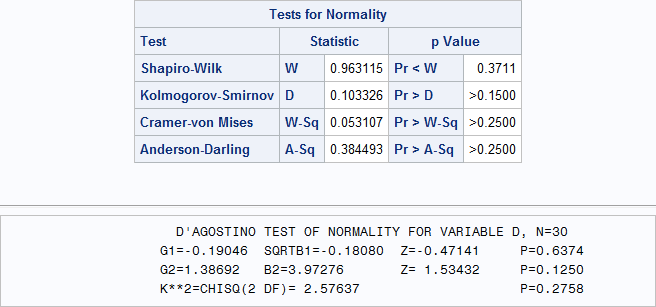 Tests for Normality
Test Statistic p Value
Shapiro-Wilk W 0.963115 Pr < W 0.3711
Kolmogorov-Smirnov D 0.103326 Pr > D >0.1500
Cramer-von Mises W-Sq 0.053107 Pr > W-Sq >0.2500
Anderson-Darling A-Sq 0.384493 Pr > A-Sq >0.2500
D'AGOSTINO TEST OF NORMALITY FOR VARIABLE D, N=30
G1=-0.19046 SQRTB1=-0.18080 Z=-0.47141 P=0.6374
G2=1.38692 B2=3.97276 Z= 1.53432 P=0.1250
K**2=CHISQ(2 DF)= 2.57637 P=0.2758